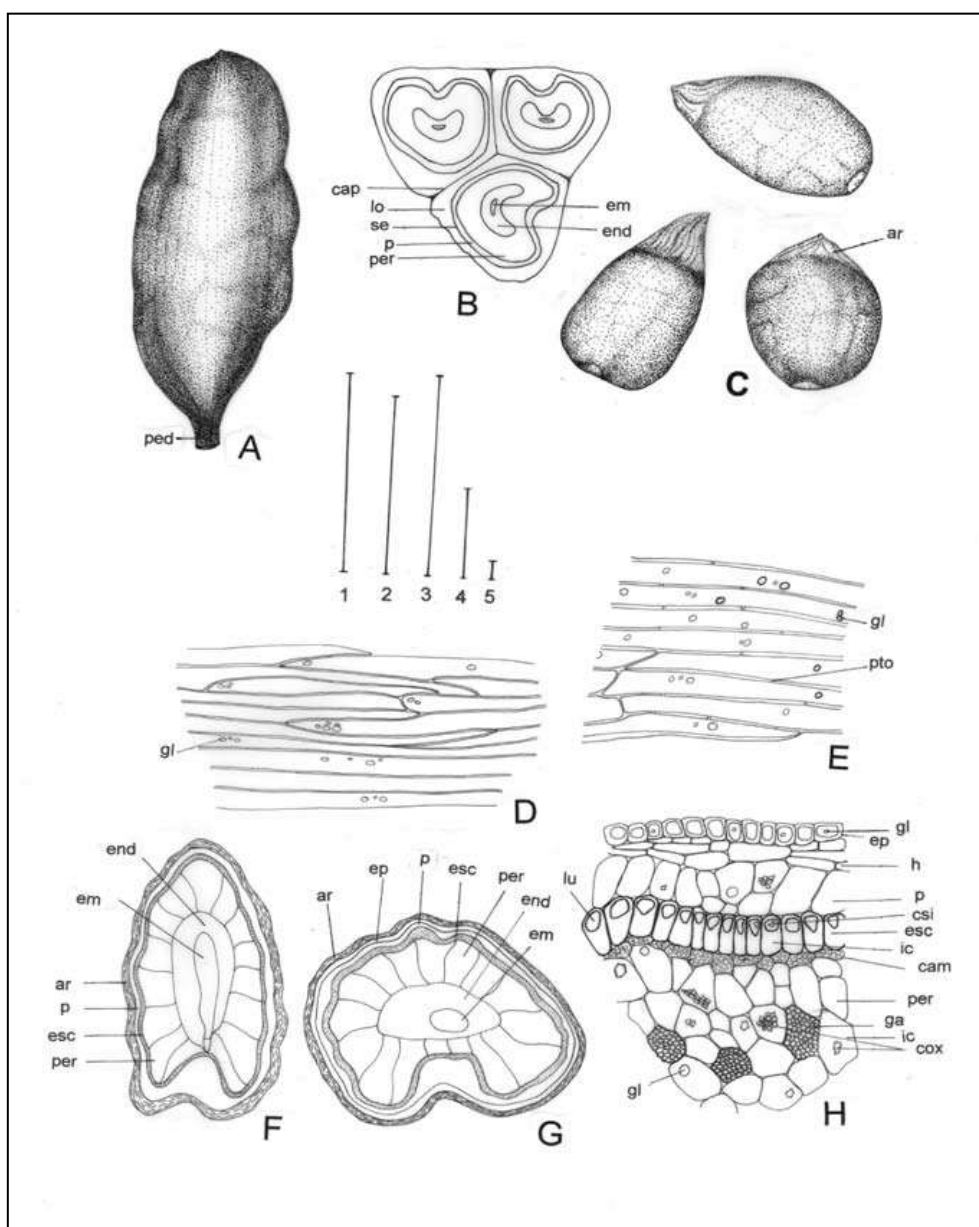 ped
A
cap
lo
se
p
per
em
end
B
ar
C
1 2 3 4 5
gl
D
gl
pto
E
end
em
ar
p
esc
per
F
ar
ep
p
esc
per
end
em
G
lu
gl
gl
ep
h
p
csi
esc
ic
cam
per
ga
ic
cox
H